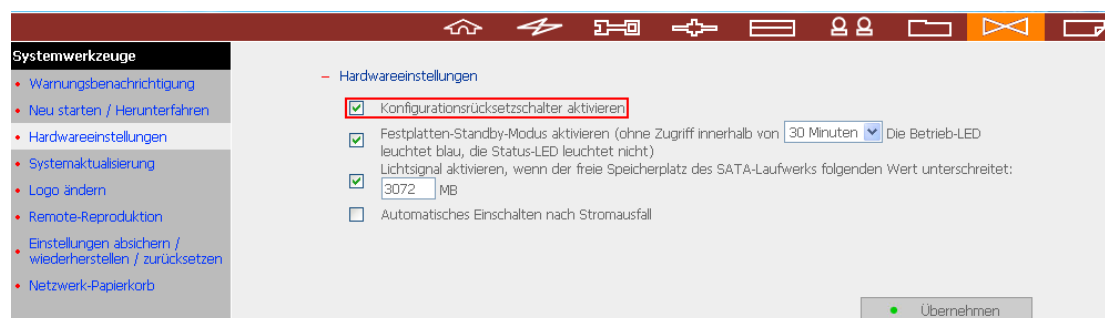 Systemwerkzeuge
Warnungsbenachrichtigung
Neu starten / Herunterfahren
Hardwareeinstellungen
Systemaktualisierung
Logo ändern
Remote-Reproduktion
Einstellungen absichern /
wiederherstellen / zurücksetzen
Netzwerk-Papierkorb
– Hardwareeinstellungen
Konfigurationsrücksetzschalter aktivieren
Festplatten-Standby-Modus aktivieren (ohne Zugriff innerhalb von 30 Minuten Die Betrieb-LED
leuchtet blau, die Status-LED leuchtet nicht)
Lichtsignal aktivieren, wenn der freie Speicherplatz des SATA-Laufwerks folgenden Wert unterschreitet:
3072 MB
Automatisches Einschalten nach Stromausfall
Übernehmen